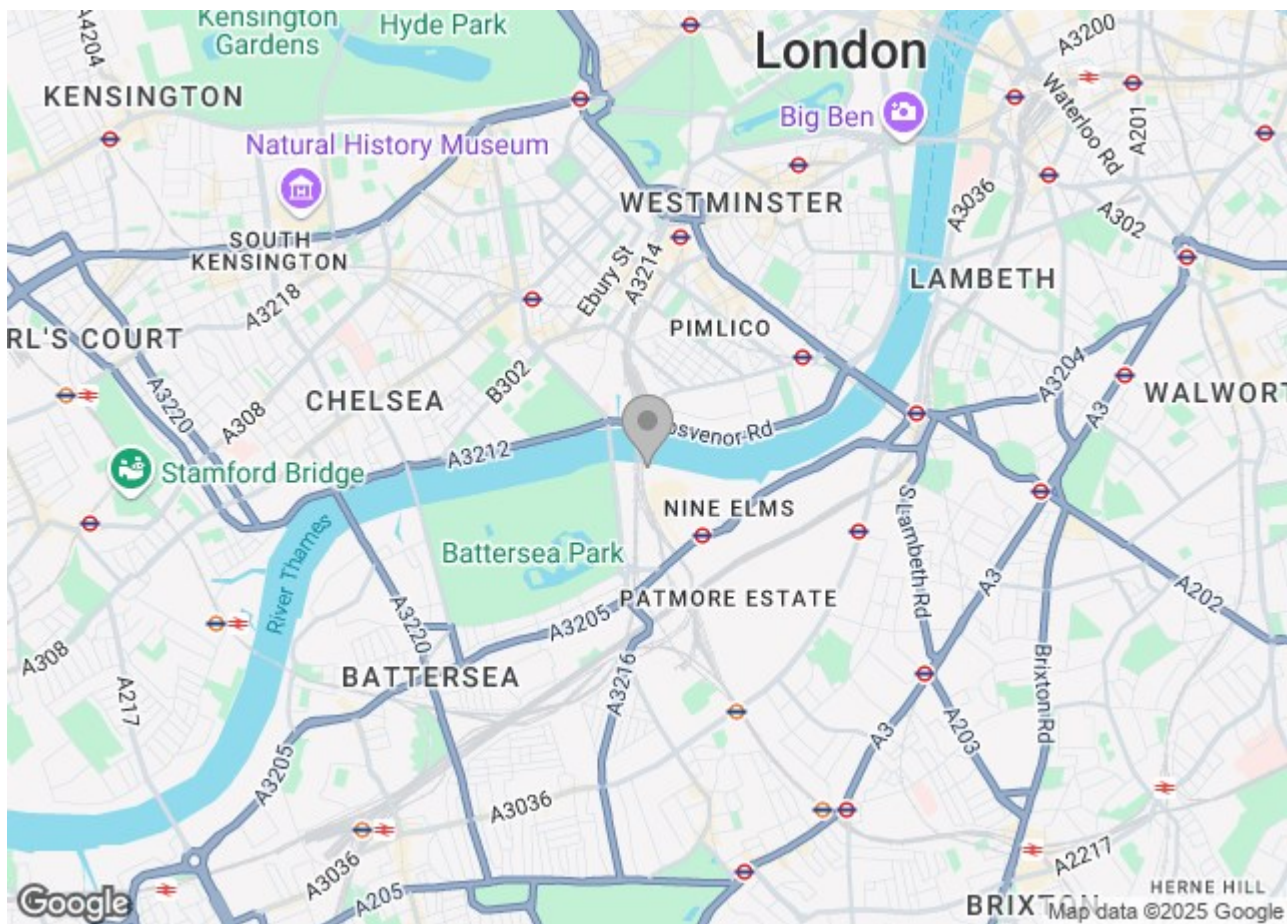 Kensington
Gardens
Hyde Park
A4204
London
A3200
KENSINGTON
Big Ben
Waterloo Rd
A201
Natural History Museum
WESTMINSTER
A3036
A302
SOUTH
KENSINGTON
Ebury St
A3214
LAMBETH
A3218
PIMLICO
RL'S COURT
B302
A3204
CHELSEA
A3220
A308
A3
WALWOR
osvenor Rd
A3212
Stamford Bridge
NINE ELMS
S Lambeth Rd
River Thames
Battersea Park
A3
A202
PATMORE ESTATE
A3220
A3205
A308
BATTERSEA
A3216
Brixton Rd
A217
A3
A203
A3205
A3036
A3036
A205
A2217
HERNE HILL
BRIXTON
Google
Map data ©2025 Google